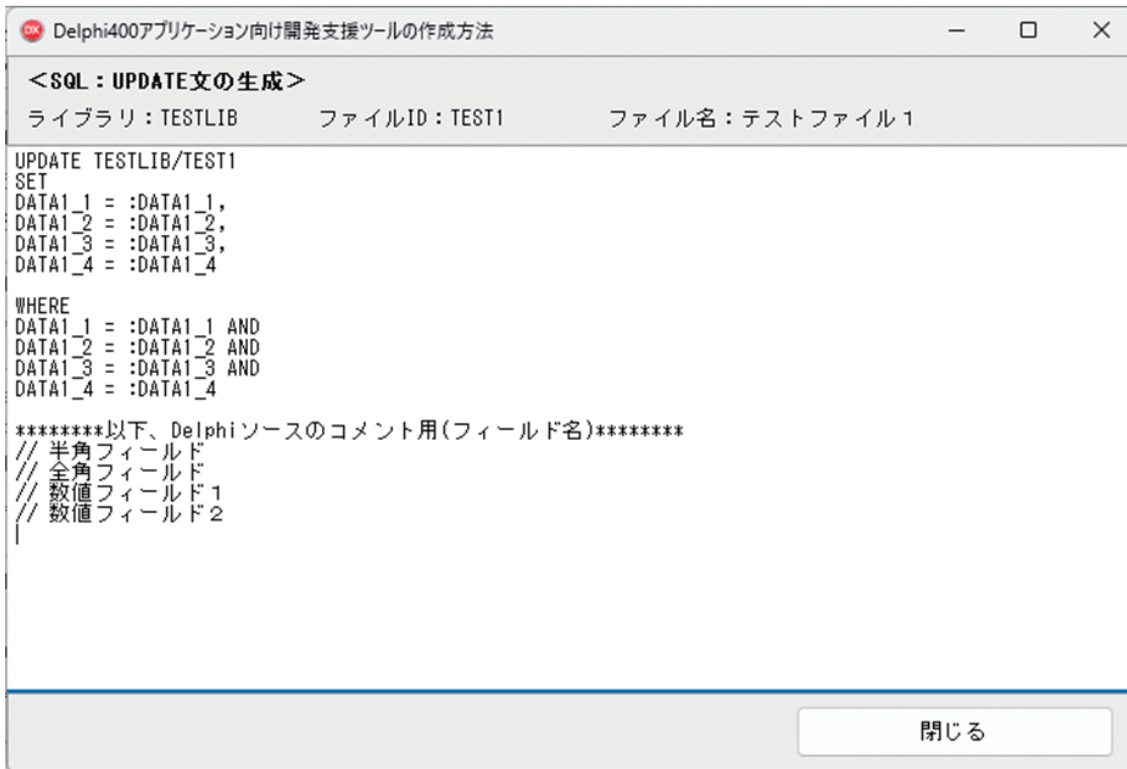 DX Delphi400アプリケーション向け開発支援ツールの作成方法
＜SQL：UPDATE文の生成＞
ライブラリ：TESTLIB ファイルID：TEST1 ファイル名：テストファイル１
UPDATE TESTLIB/TEST1
SET
DATA1_1 = :DATA1_1,
DATA1_2 = :DATA1_2,
DATA1_3 = :DATA1_3,
DATA1_4 = :DATA1_4
WHERE
DATA1_1 = :DATA1_1 AND
DATA1_2 = :DATA1_2 AND
DATA1_3 = :DATA1_3 AND
DATA1_4 = :DATA1_4
********以下、Delphiソースのコメント用(フィールド名)********
// 半角フィールド
// 全角フィールド
// 数値フィールド１
// 数値フィールド２
閉じる